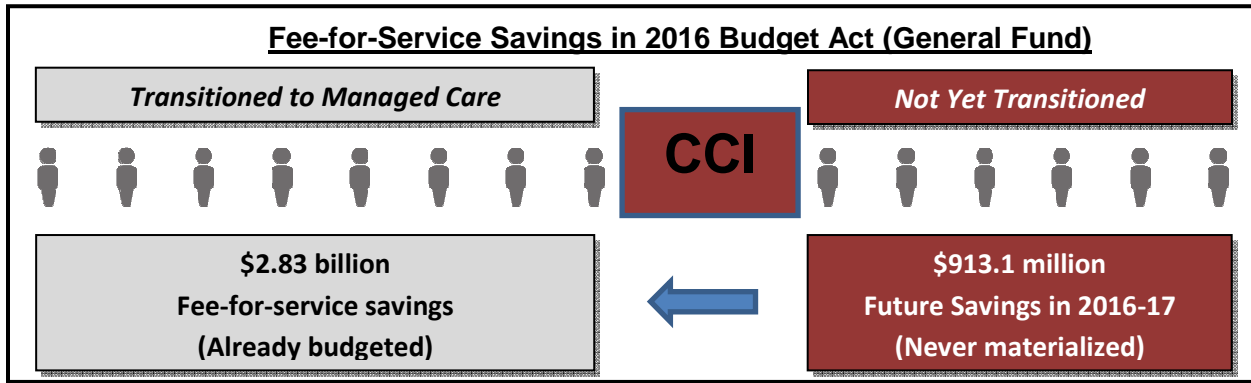 Fee-for-Service Savings in 2016 Budget Act (General Fund)
Transitioned to Managed Care
Not Yet Transitioned
CCI
$2.83 billion
Fee-for-service savings
(Already budgeted)
$913.1 million
Future Savings in 2016-17
(Never materialized)